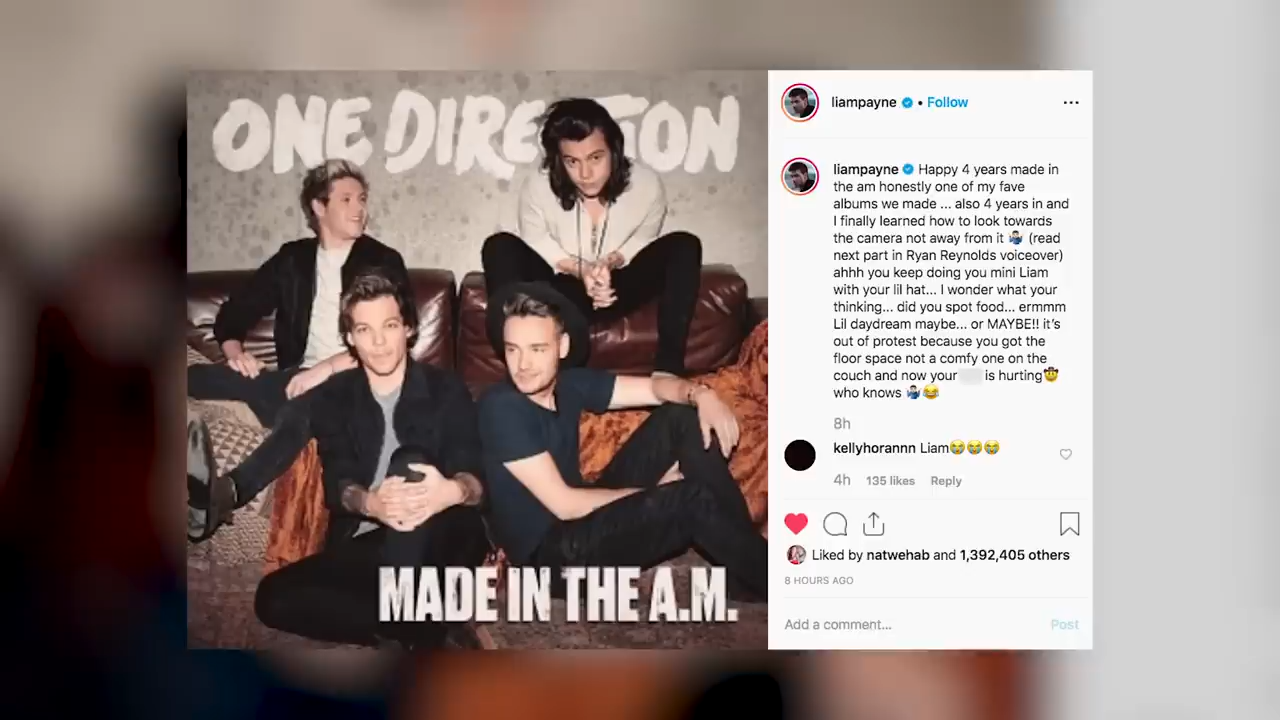 ONE DIRECTION
MADE IN THE A.M.
liampayne • Follow
liampayne Happy 4 years made in
the am honestly one of my fave
albums we made ... also 4 years in and
I finally learned how to look towards
the camera not away from it 🤷🏻‍♂️ (read
next part in Ryan Reynolds voiceover)
ahhh you keep doing you mini Liam
with your lil hat... I wonder what your
thinking... did you spot food... ermmm
Lil daydream maybe... or MAYBE!! it's
out of protest because you got the
floor space not a comfy one on the
couch and now your is hurting🤠
who knows 🤷🏻‍♂️😂
8h
kellyhorannn Liam😭😭😭
4h 135 likes Reply
Liked by natwehab and 1,392,405 others
8 HOURS AGO
Add a comment... Post